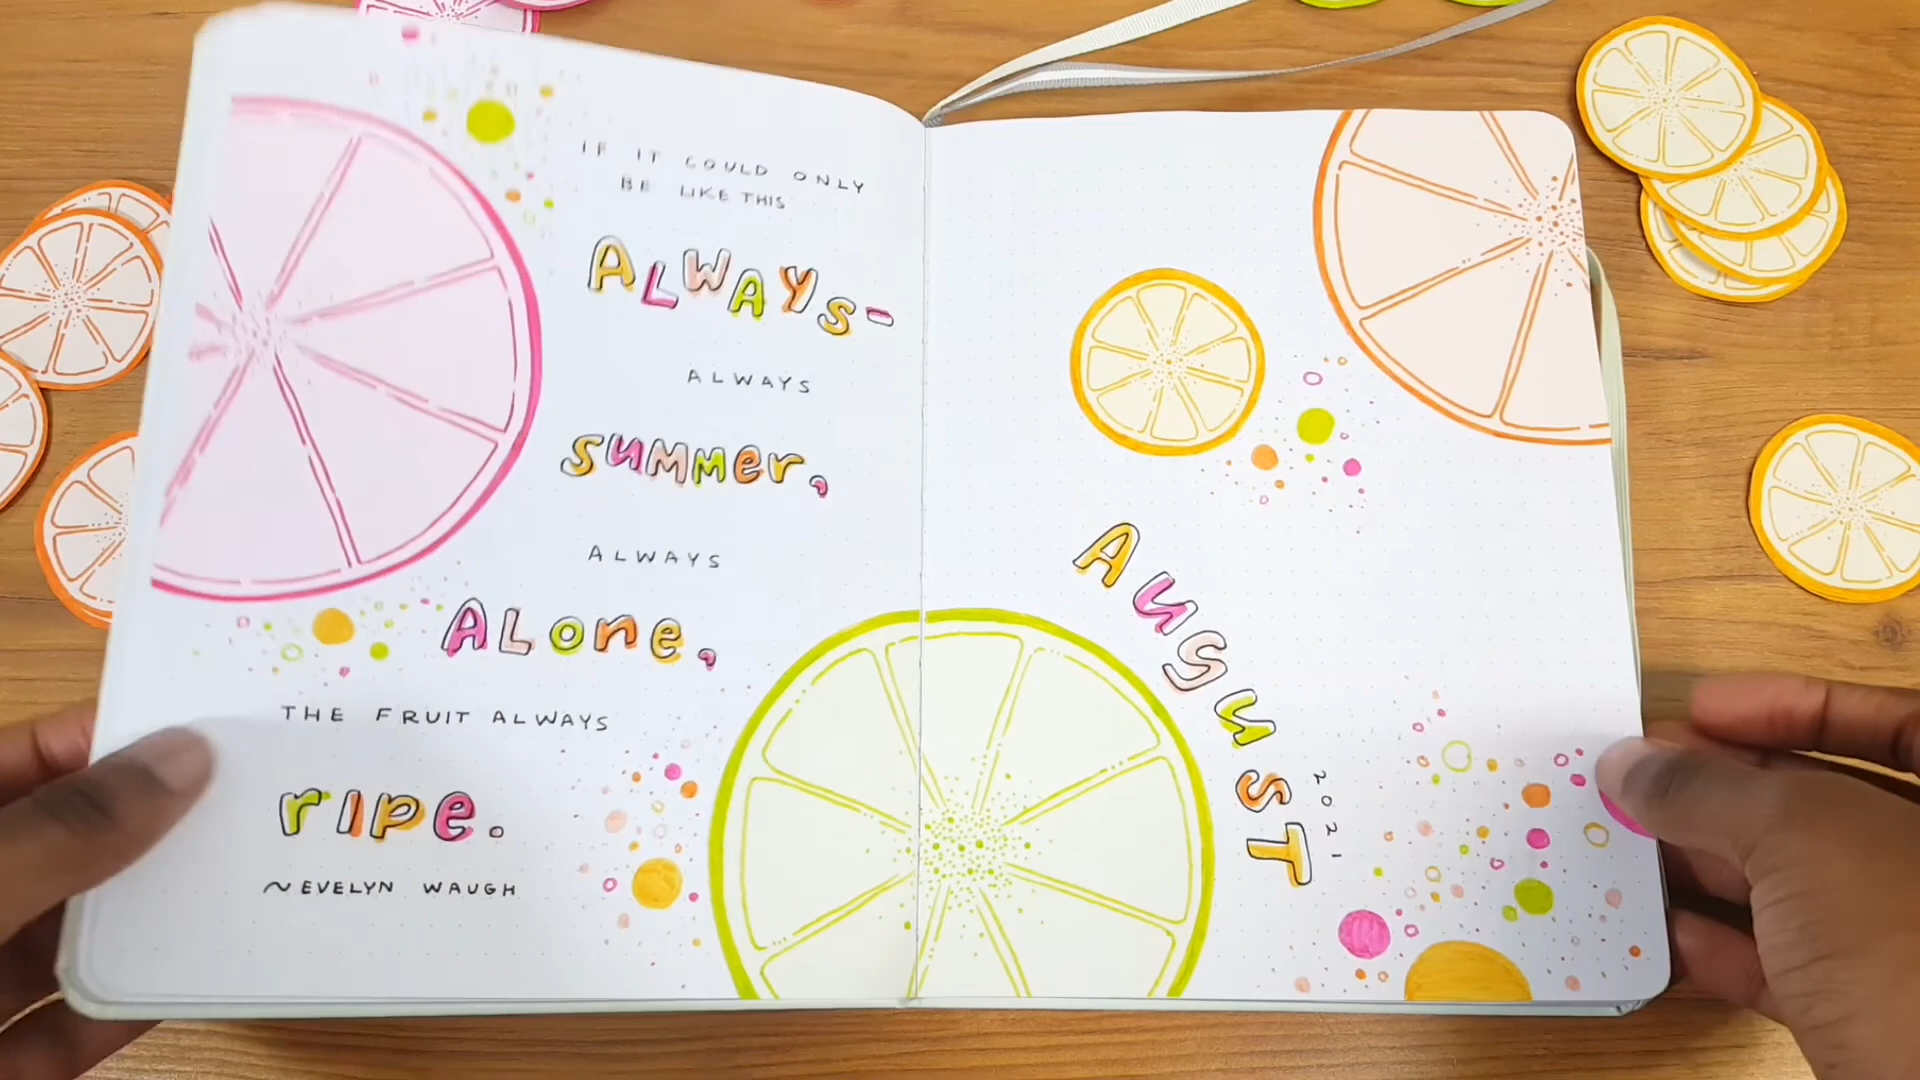 IF IT COULD ONLY
BE LIKE THIS
ALWAYS-
ALWAYS
SUMMer,
ALWAYS
ALone,
THE FRUIT ALWAYS
rIPe.
~EVELYN WAUGH
AUGUST
2021